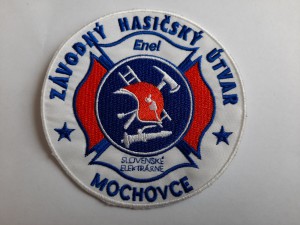 ZÁVODNÝ HASIČSKÝ ÚTVAR
Enel
SLOVENSKÉ
ELEKTRÁRNE
MOCHOVCE